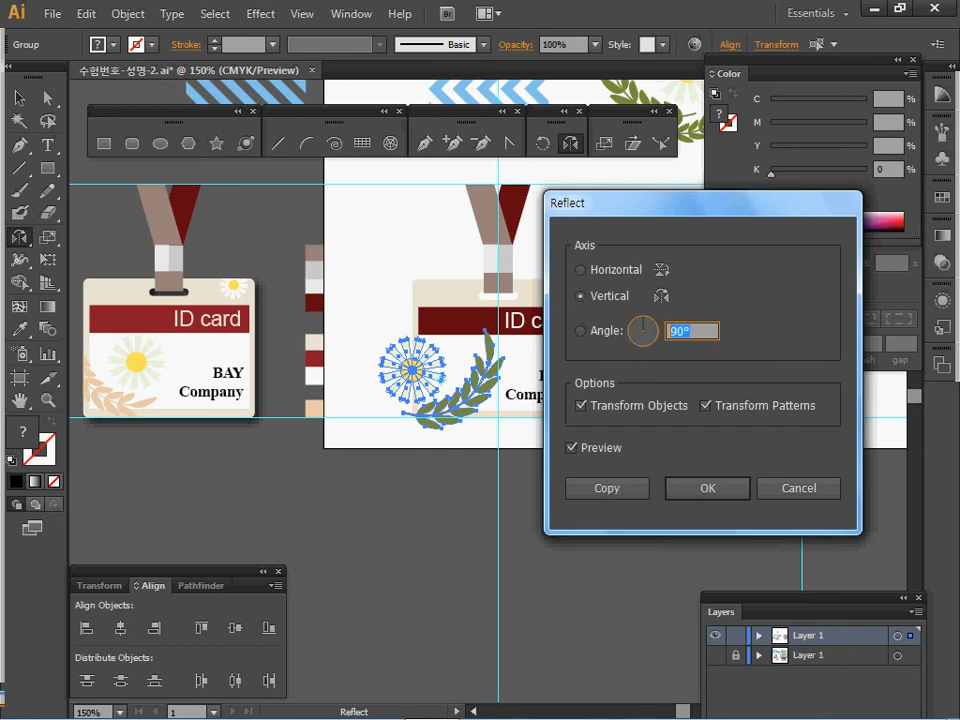 Ai File Edit Object Type Select Effect View Window Help Br Essentials
Group ? Stroke: Basic Opacity: 100% Style: Align Transform
수험번호-성명-2.ai* @ 150% (CMYK/Preview) ×
Color
C %
M %
Y %
K 0 %
?
Reflect
Axis
Horizontal
Vertical
Angle: 90°
Options
Transform Objects Transform Patterns
Preview
Copy OK Cancel
ID card
BAY
Company
ID c
Comp
gap
?
Transform Align Pathfinder
Align Objects:
Distribute Objects:
Layers
Layer 1
Layer 1
150% 1 Reflect